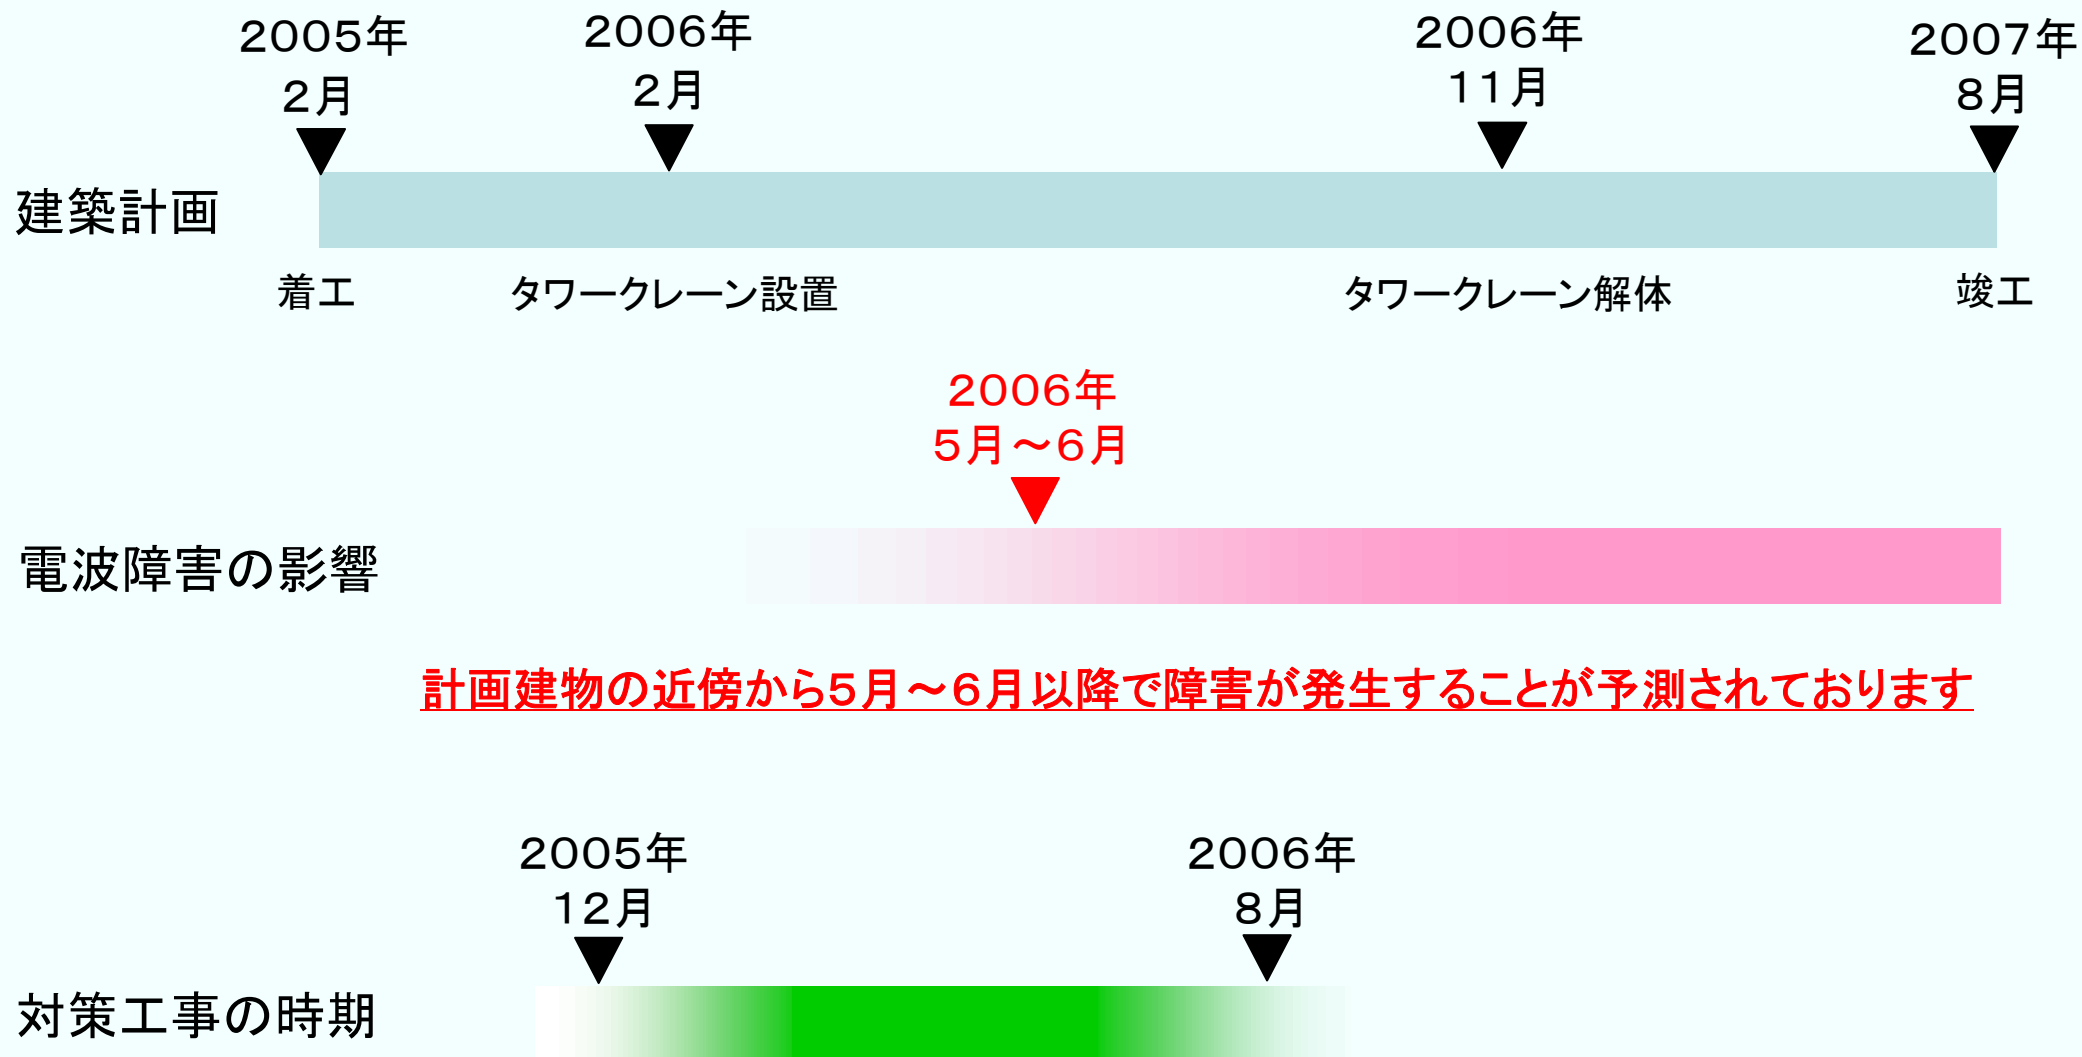 2005年
2月
2006年
2月
2006年
11月
2007年
8月
建築計画
着工
タワークレーン設置
タワークレーン解体
竣工
2006年
5月～6月
電波障害の影響
計画建物の近傍から5月～6月以降で障害が発生することが予測されております
2005年
12月
2006年
8月
対策工事の時期